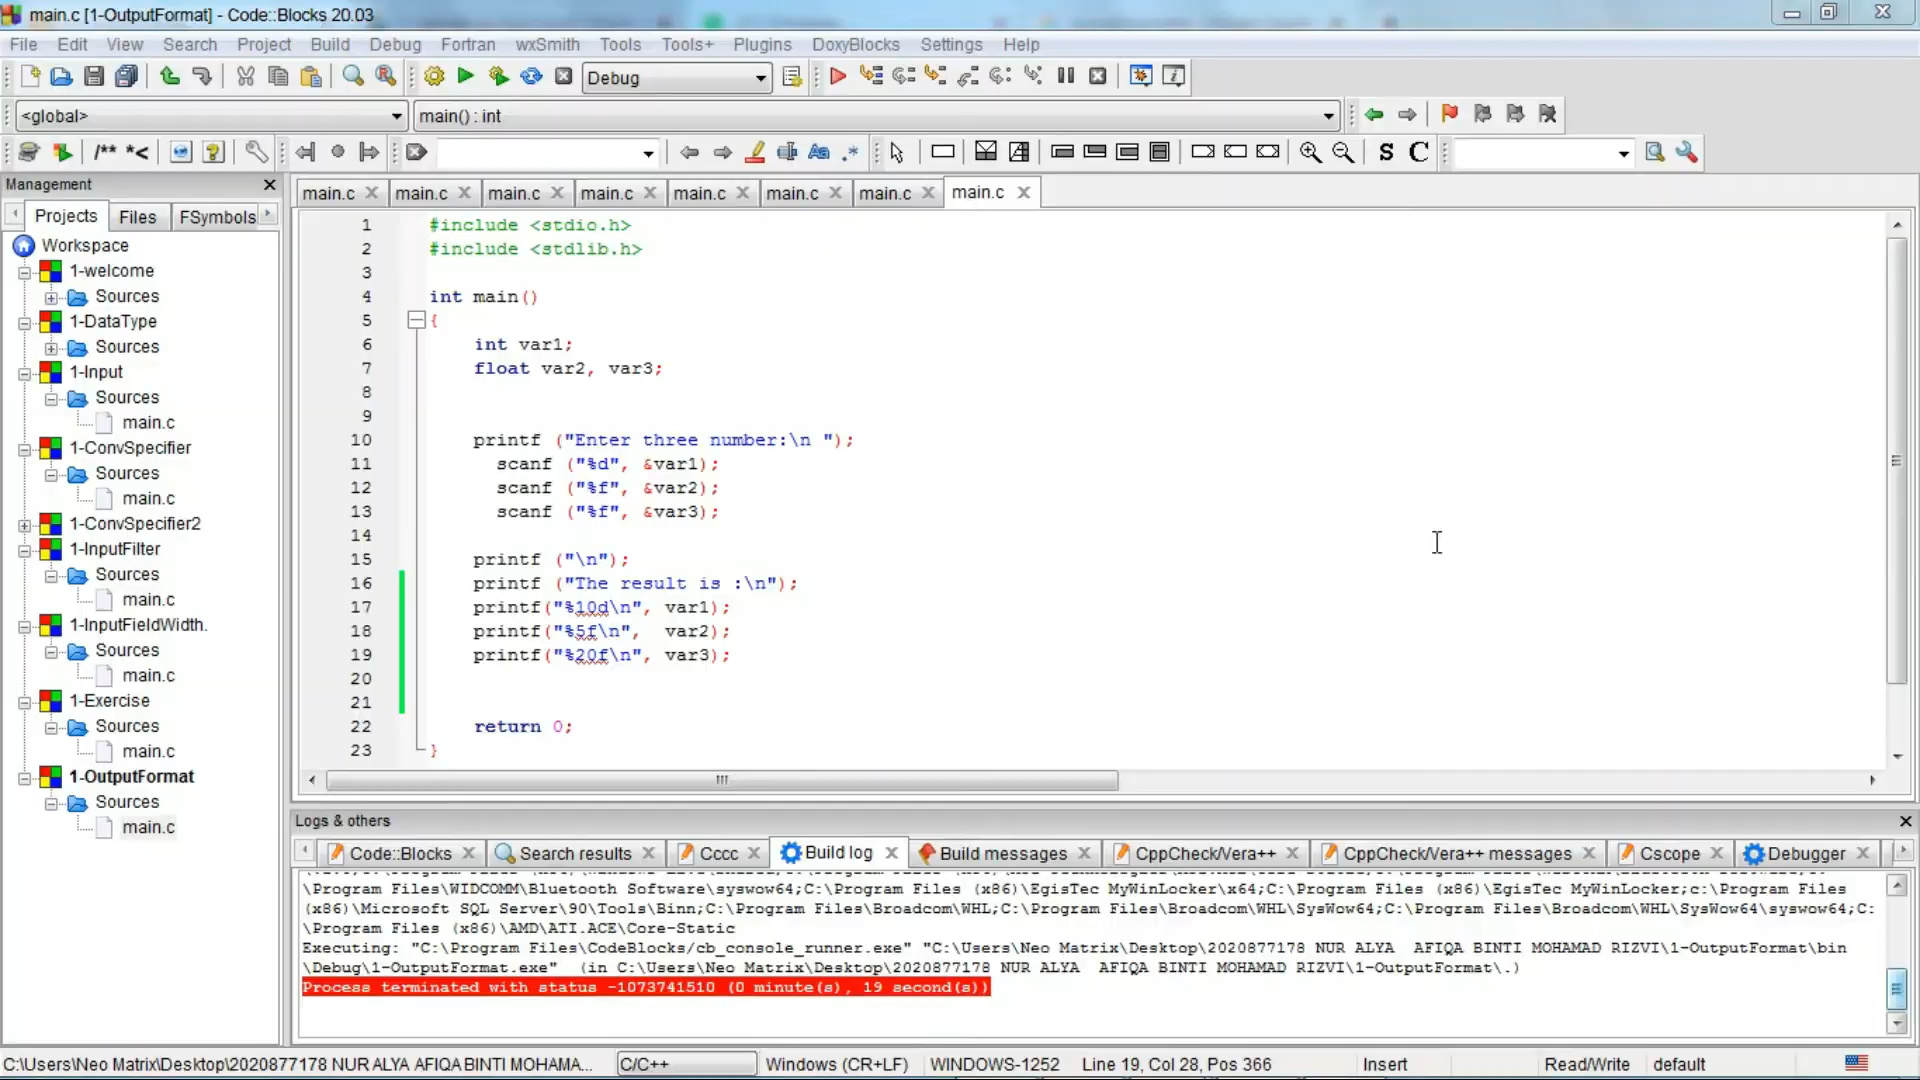 main.c [1-OutputFormat] - Code::Blocks 20.03
File Edit View Search Project Build Debug Fortran wxSmith Tools Tools+ Plugins DoxyBlocks Settings Help
Debug
<global> main() : int
/** *< Aa .* S C
Management
Projects Files FSymbols
main.c main.c main.c main.c main.c main.c main.c main.c
Workspace
1-welcome
Sources
1-DataType
Sources
1-Input
Sources
main.c
1-ConvSpecifier
Sources
main.c
1-ConvSpecifier2
1-InputFilter
Sources
main.c
1-InputFieldWidth.
Sources
main.c
1-Exercise
Sources
main.c
1-OutputFormat
Sources
main.c
1 #include <stdio.h>
2 #include <stdlib.h>
3
4 int main()
5 {
6 int var1;
7 float var2, var3;
8
9
10 printf ("Enter three number:\n ");
11 scanf ("%d", &var1);
12 scanf ("%f", &var2);
13 scanf ("%f", &var3);
14
15 printf ("\n");
16 printf ("The result is :\n");
17 printf("%10d\n", var1);
18 printf("%5f\n", var2);
19 printf("%20f\n", var3);
20
21
22 return 0;
23 }
Logs & others
Code::Blocks Search results Cccc Build log Build messages CppCheck/Vera++ CppCheck/Vera++ messages Cscope Debugger
\Program Files\WIDCOMM\Bluetooth Software\syswow64;C:\Program Files (x86)\EgisTec MyWinLocker\x64;C:\Program Files (x86)\EgisTec MyWinLocker;c:\Program Files
(x86)\Microsoft SQL Server\90\Tools\Binn;C:\Program Files\Broadcom\WHL;C:\Program Files\Broadcom\WHL\SysWow64;C:\Program Files\Broadcom\WHL\SysWow64\syswow64;C:
\Program Files (x86)\AMD\ATI.ACE\Core-Static
Executing: "C:\Program Files\CodeBlocks/cb_console_runner.exe" "C:\Users\Neo Matrix\Desktop\2020877178 NUR ALYA  AFIQA BINTI MOHAMAD RIZVI\1-OutputFormat\bin
\Debug\1-OutputFormat.exe"  (in C:\Users\Neo Matrix\Desktop\2020877178 NUR ALYA  AFIQA BINTI MOHAMAD RIZVI\1-OutputFormat\.)
Process terminated with status -1073741510 (0 minute(s), 19 second(s))
C:\Users\Neo Matrix\Desktop\2020877178 NUR ALYA AFIQA BINTI MOHAMA... C/C++ Windows (CR+LF) WINDOWS-1252 Line 19, Col 28, Pos 366 Insert Read/Write default